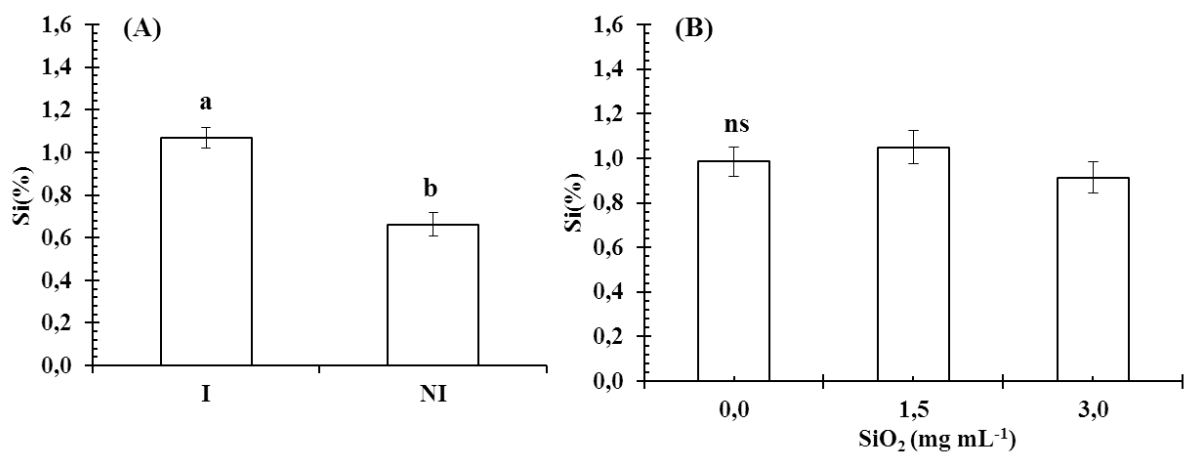 (A)
Si(%)
1,6
1,4
1,2
1,0
0,8
0,6
0,4
0,2
0,0
a
b
I NI
(B)
Si(%)
1,6
1,4
1,2
1,0
0,8
0,6
0,4
0,2
0,0
ns
0,0 1,5 3,0
SiO₂ (mg mL⁻¹)